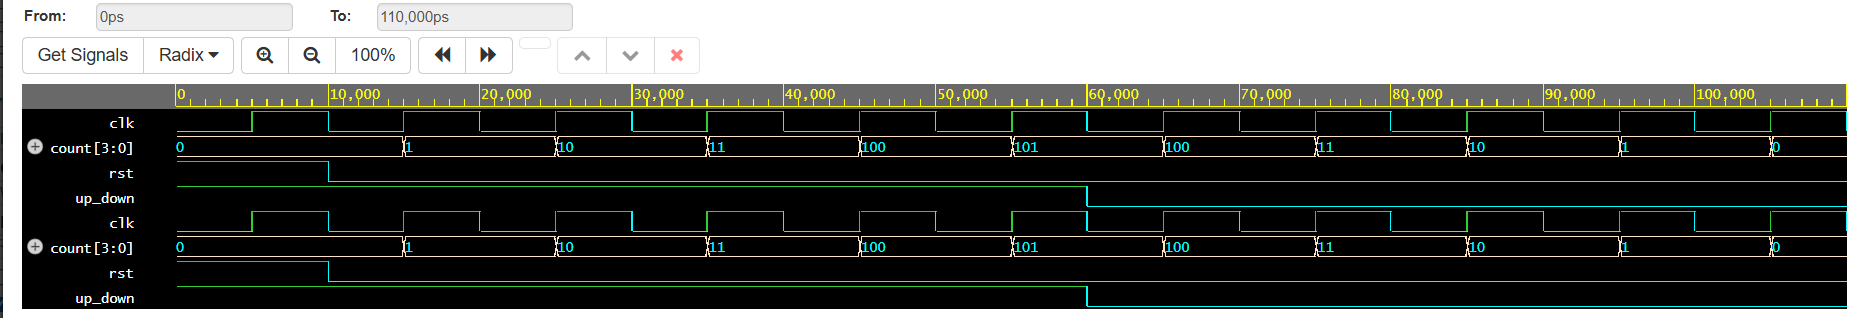 From: 0ps To: 110,000ps
Get Signals Radix 100%
0 10,000 20,000 30,000 40,000 50,000 60,000 70,000 80,000 90,000 100,000
clk
count[3:0] 0 1 10 11 100 101 100 11 10 1 0
rst
up_down
clk
count[3:0] 0 1 10 11 100 101 100 11 10 1 0
rst
up_down